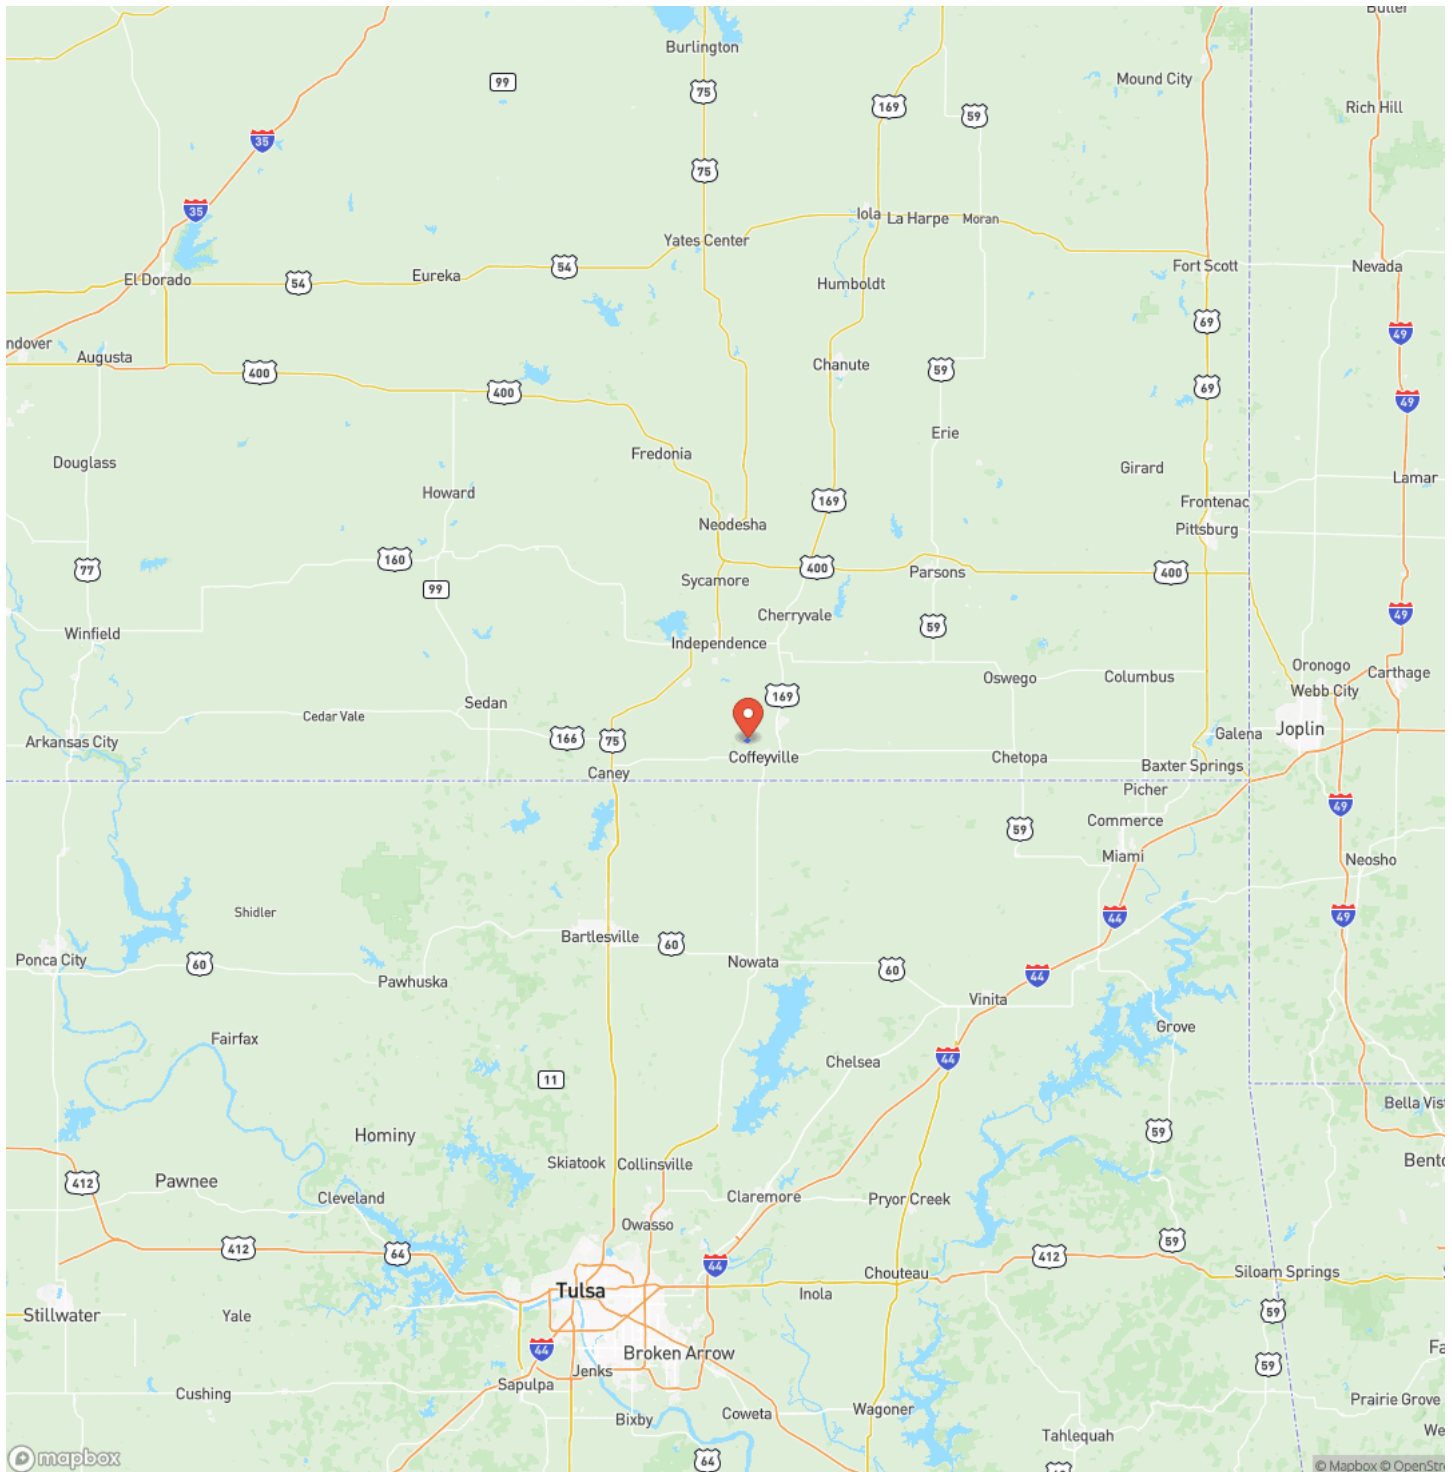 Butler
Burlington
99
Mound City
75
169
Rich Hill
59
35
75
35
Iola
La Harpe
Moran
Yates Center
Fort Scott
Nevada
El Dorado
54
Eureka
54
Humboldt
69
49
ndover
Augusta
400
Chanute
59
400
69
49
Erie
Fredonia
Douglass
Girard
Lamar
Howard
169
Frontenac
Neodesha
Pittsburg
160
77
400
Parsons
400
Sycamore
99
Cherryvale
49
Winfield
59
Independence
Oronogo
Carthage
Oswego
Columbus
Webb City
169
Sedan
Cedar Vale
Joplin
Galena
Arkansas City
166
75
Coffeyville
Chetopa
Baxter Springs
Caney
Picher
49
Commerce
59
Miami
Neosho
Shidler
44
49
Bartlesville
60
Ponca City
60
Nowata
60
44
Pawhuska
Vinita
Grove
Fairfax
44
Chelsea
11
Bella Vist
59
Hominy
Skiatook
Collinsville
Bento
412
Pawnee
Claremore
Pryor Creek
Cleveland
Owasso
59
412
64
412
44
Chouteau
Siloam Springs
Tulsa
Inola
Stillwater
Yale
59
44
Broken Arrow
Fa
Jenks
59
Sapulpa
Cushing
Prairie Grove
Bixby
Coweta
Wagoner
We
Tahlequah
64
mapbox
© Mapbox © OpenStre